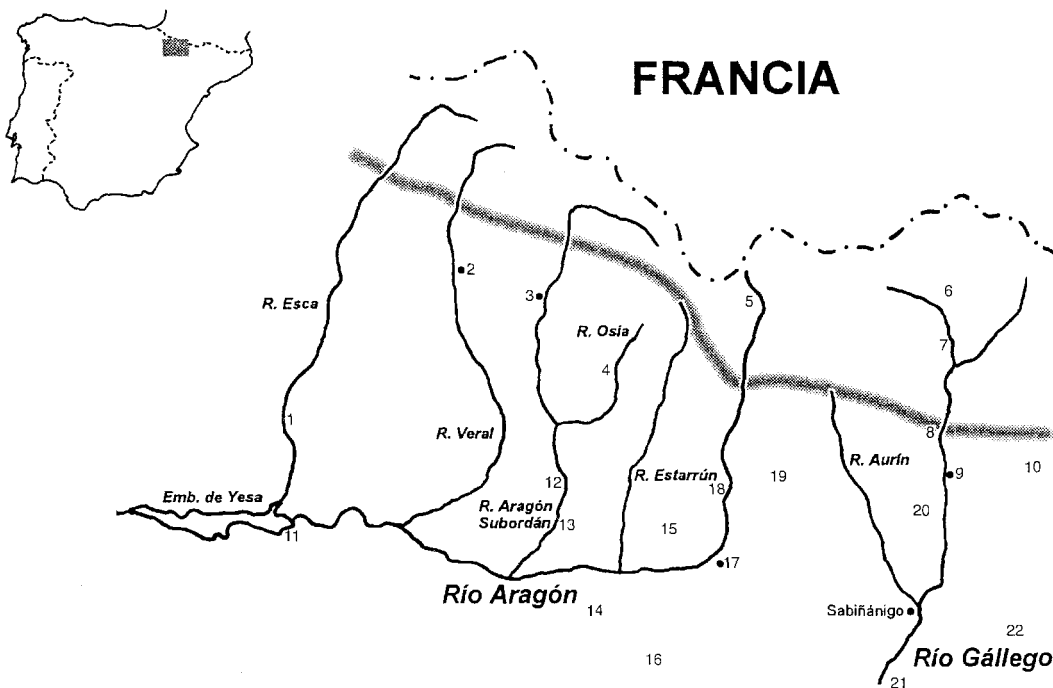 FRANCIA
6
2
3
5
R. Esca
R. Osia
7
4
1
R. Veral
8
R. Estarrún
R. Aurín
9
10
19
12
18
Emb. de Yesa
R. Aragón
Subordán
13
20
15
11
17
Río Aragón
14
Sabiñánigo
22
16
Río Gállego
21